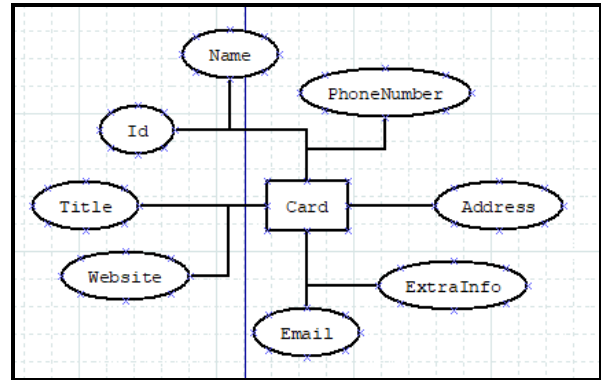 Name
PhoneNumber
Id
Title
Card
Address
Website
ExtraInfo
Email